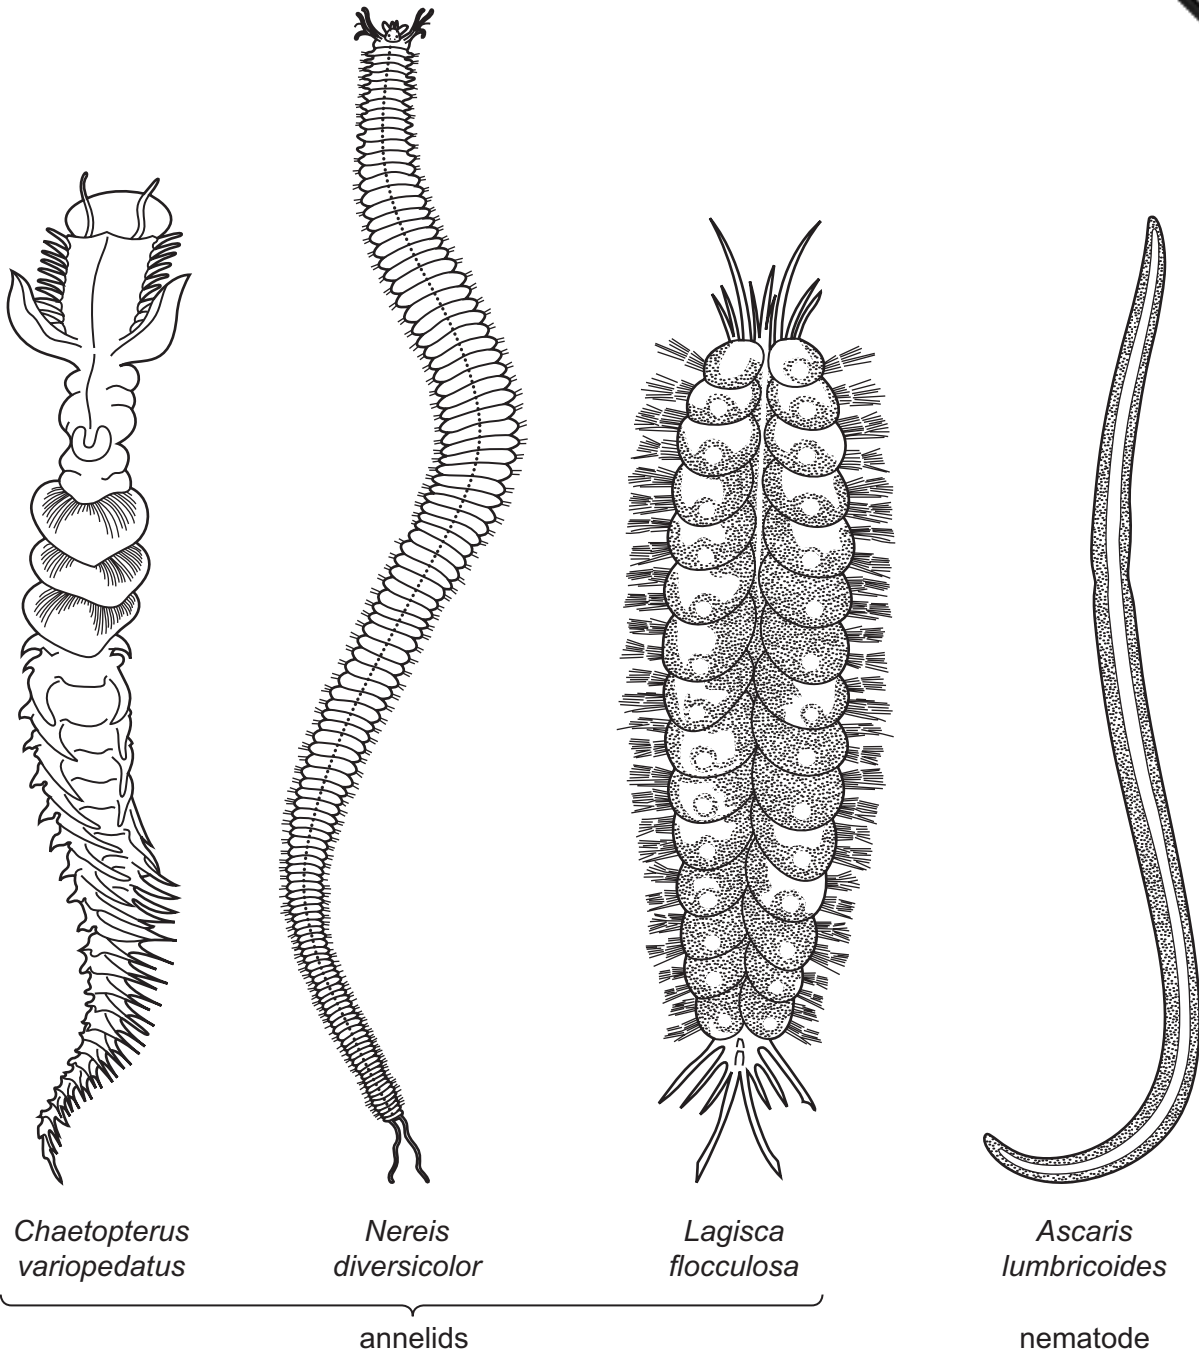 Chaetopterus
variopedatus
Nereis
diversicolor
Lagisca
flocculosa
Ascaris
lumbricoides
annelids
nematode